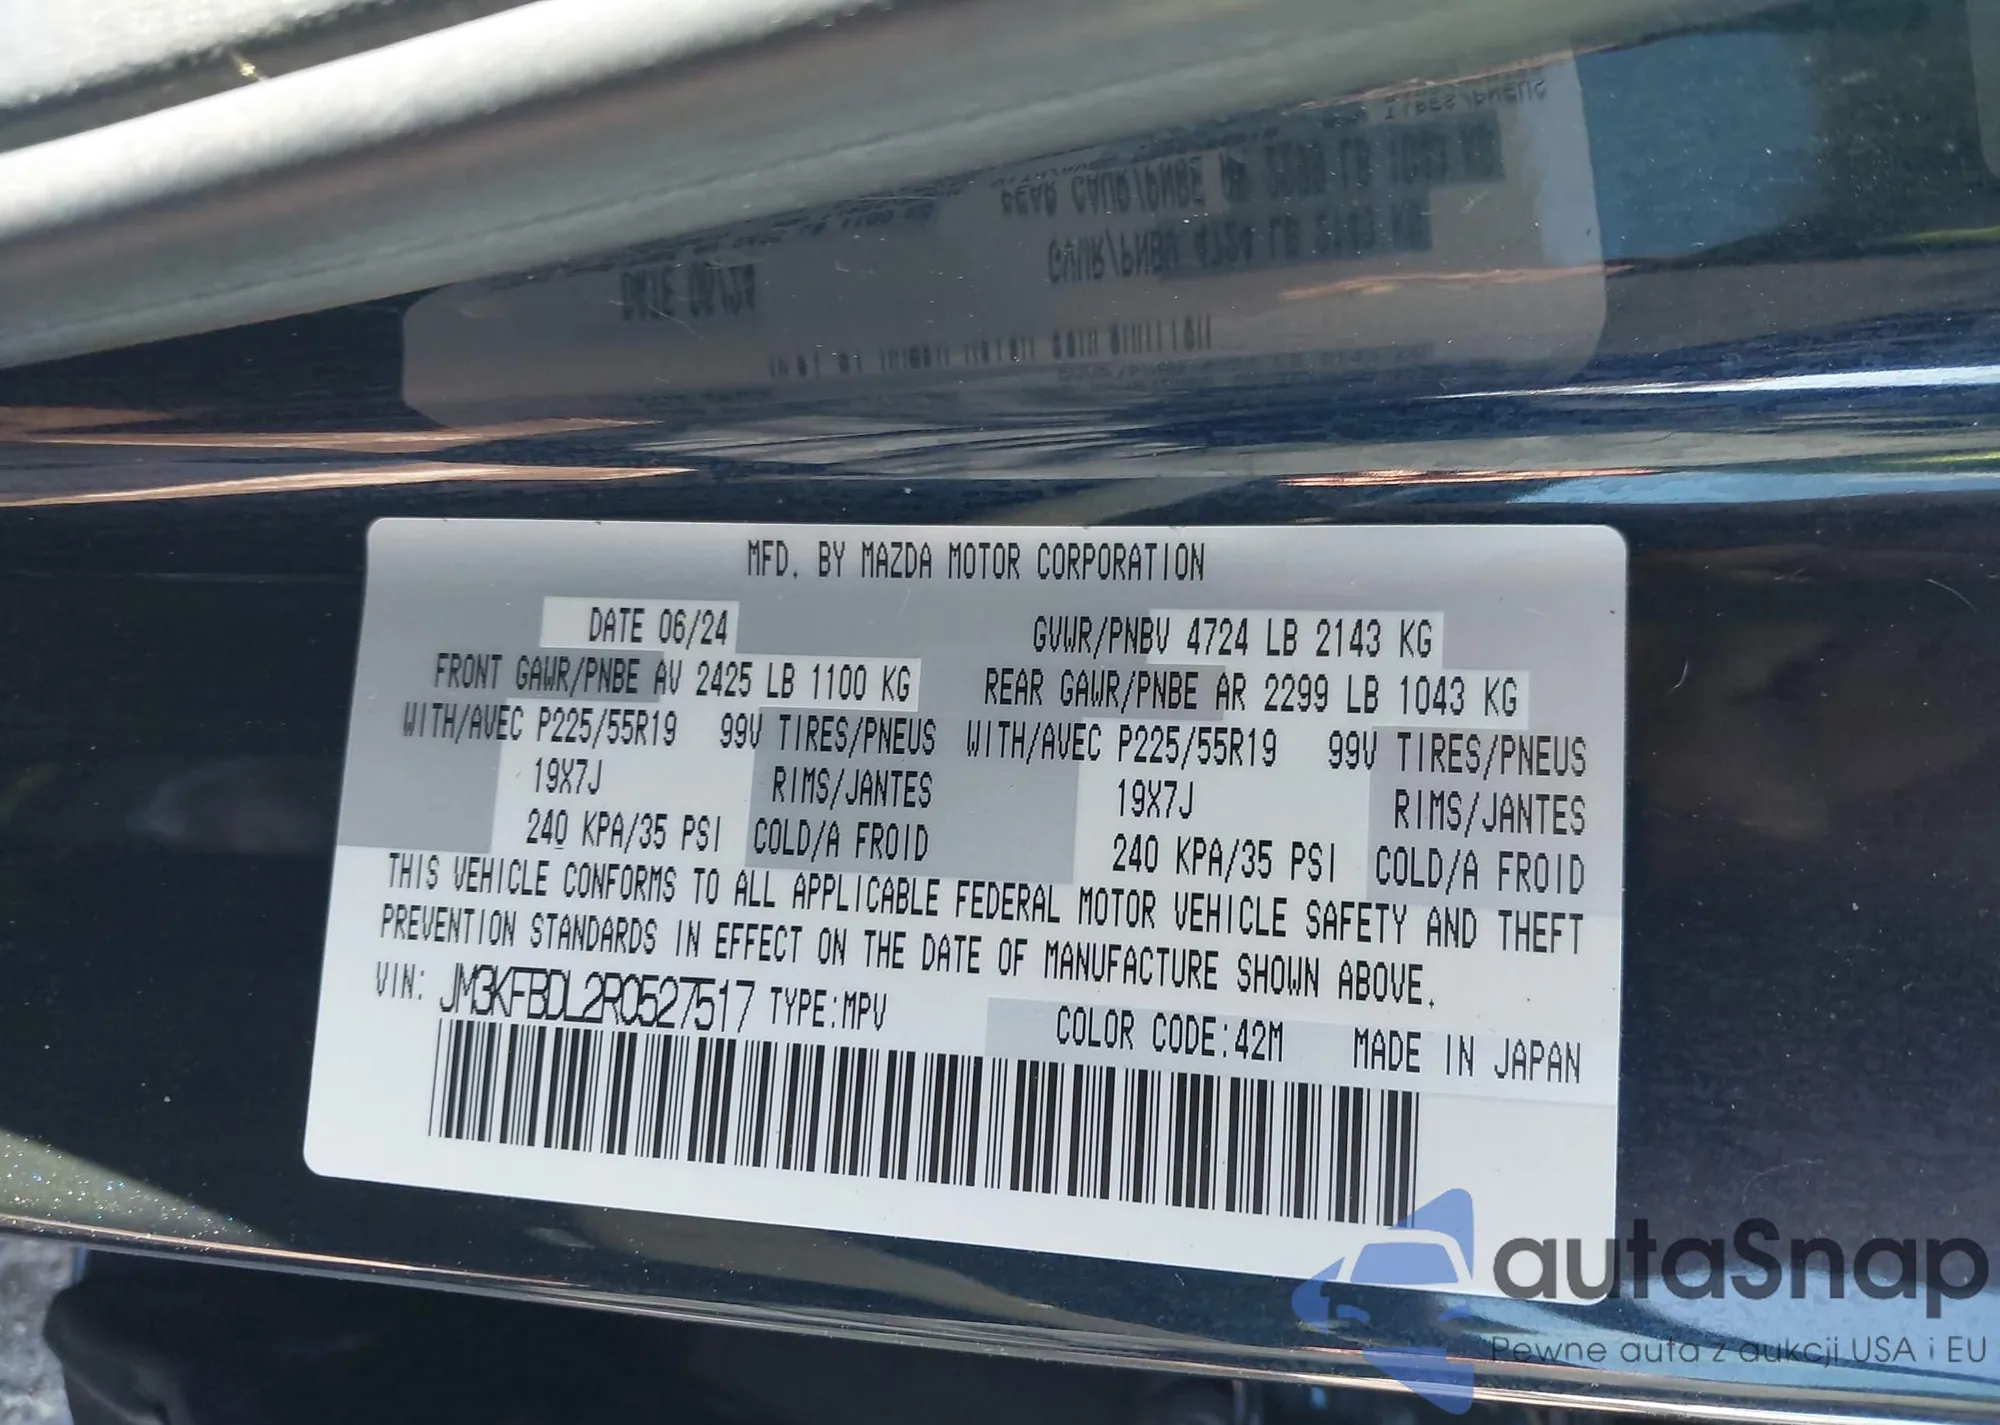 MFD. BY MAZDA MOTOR CORPORATION
DATE 06/24 GVWR/PNBV 4724 LB 2143 KG
FRONT GAWR/PNBE AV 2425 LB 1100 KG REAR GAWR/PNBE AR 2299 LB 1043 KG
WITH/AVEC P225/55R19 99V TIRES/PNEUS WITH/AVEC P225/55R19 99V TIRES/PNEUS
19X7J RIMS/JANTES 19X7J RIMS/JANTES
240 KPA/35 PSI COLD/A FROID 240 KPA/35 PSI COLD/A FROID
THIS VEHICLE CONFORMS TO ALL APPLICABLE FEDERAL MOTOR VEHICLE SAFETY AND THEFT
PREVENTION STANDARDS IN EFFECT ON THE DATE OF MANUFACTURE SHOWN ABOVE.
VIN: JM3KFBDL2R0527517 TYPE:MPV COLOR CODE:42M MADE IN JAPAN
autaSnap
Pewne auta z aukcji USA i EU